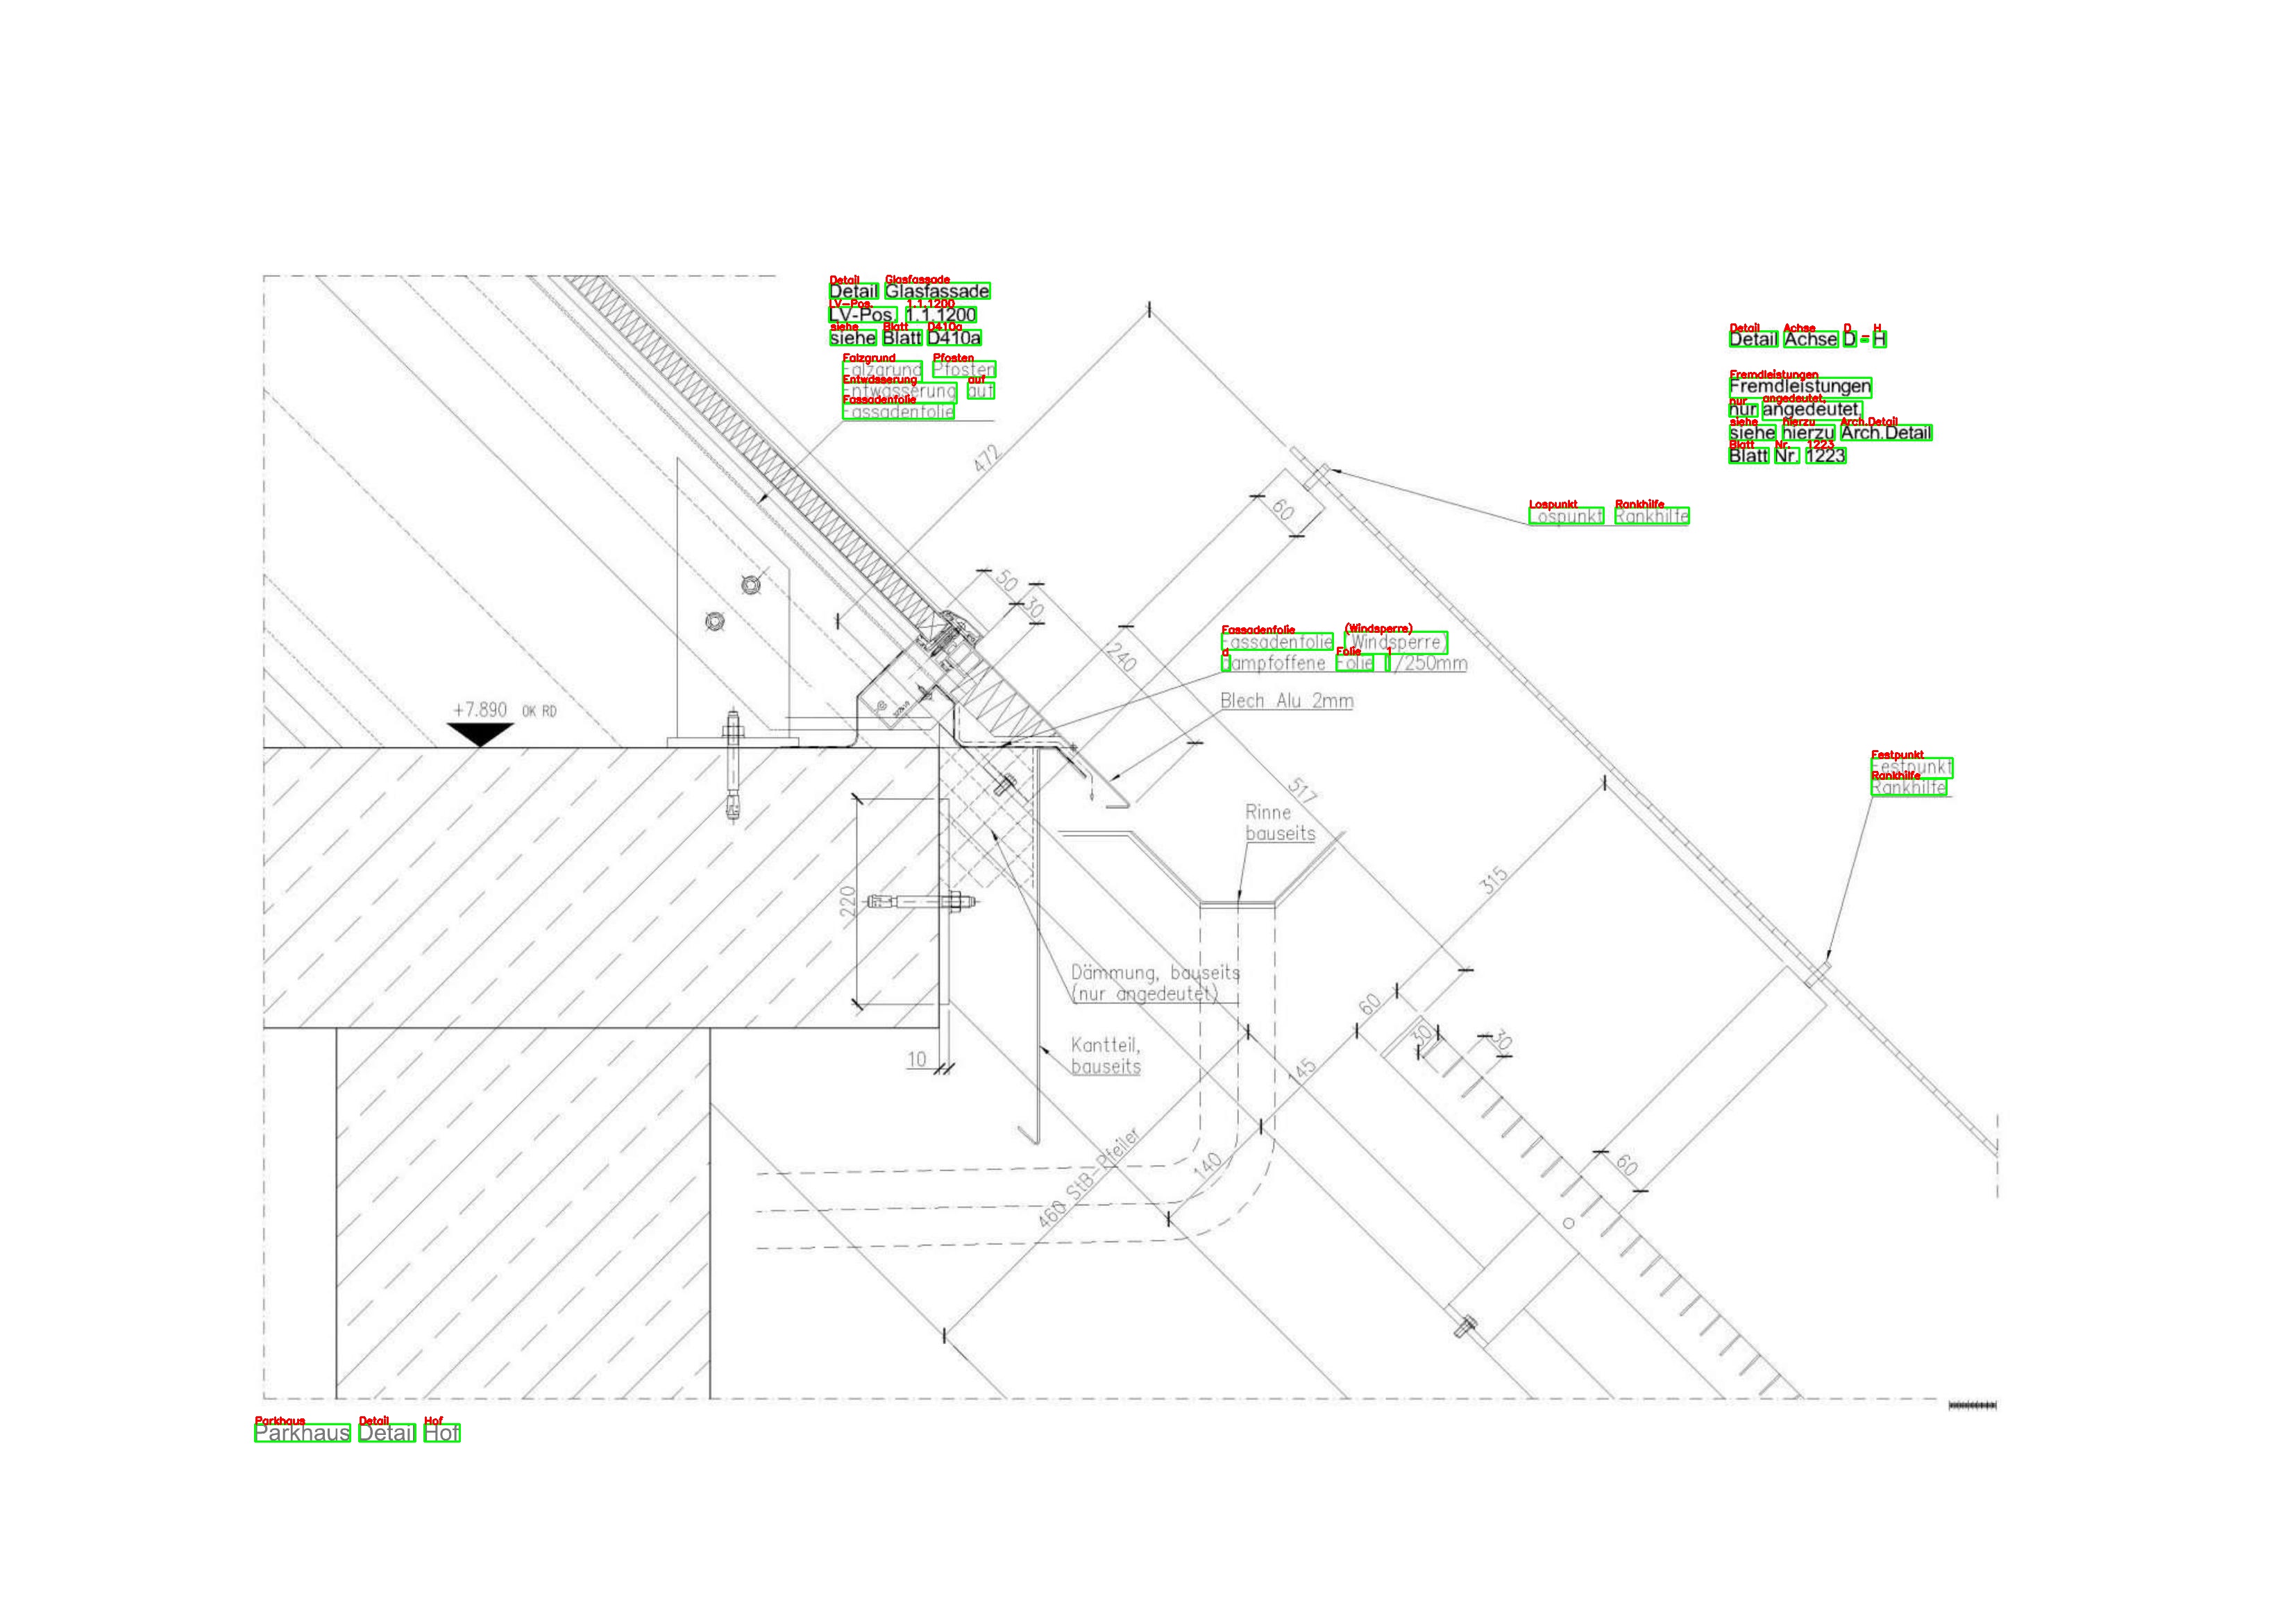 Detail Glasfassade
LV-Pos. 1.1.1200
siehe Blatt D410a
Falzgrund Pfosten
Entwässerung auf
Fassadenfolie
Detail Achse D - H
Fremdleistungen
nur angedeutet,
siehe hierzu Arch.Detail
Blatt Nr. 1223
472
60
Lospunkt Rankhilfe
50
30
240
Fassadenfolie (Windsperre)
dampfoffene Folie 1/250mm
Blech Alu 2mm
+7.890 OK RD
Festpunkt
Rankhilfe
517
Rinne
bauseits
315
220
Dämmung, bauseits
(nur angedeutet)
60
30
30
10
Kantteil,
bauseits
145
460 StB-Pfeiler
140
60
Parkhaus Detail Hof